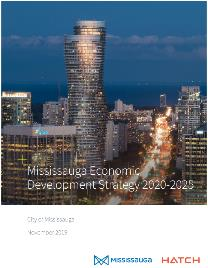 Mississauga Economic
Development Strategy 2020-2025
City of Mississauga
November 2019
MISSISSAUGA HATCH